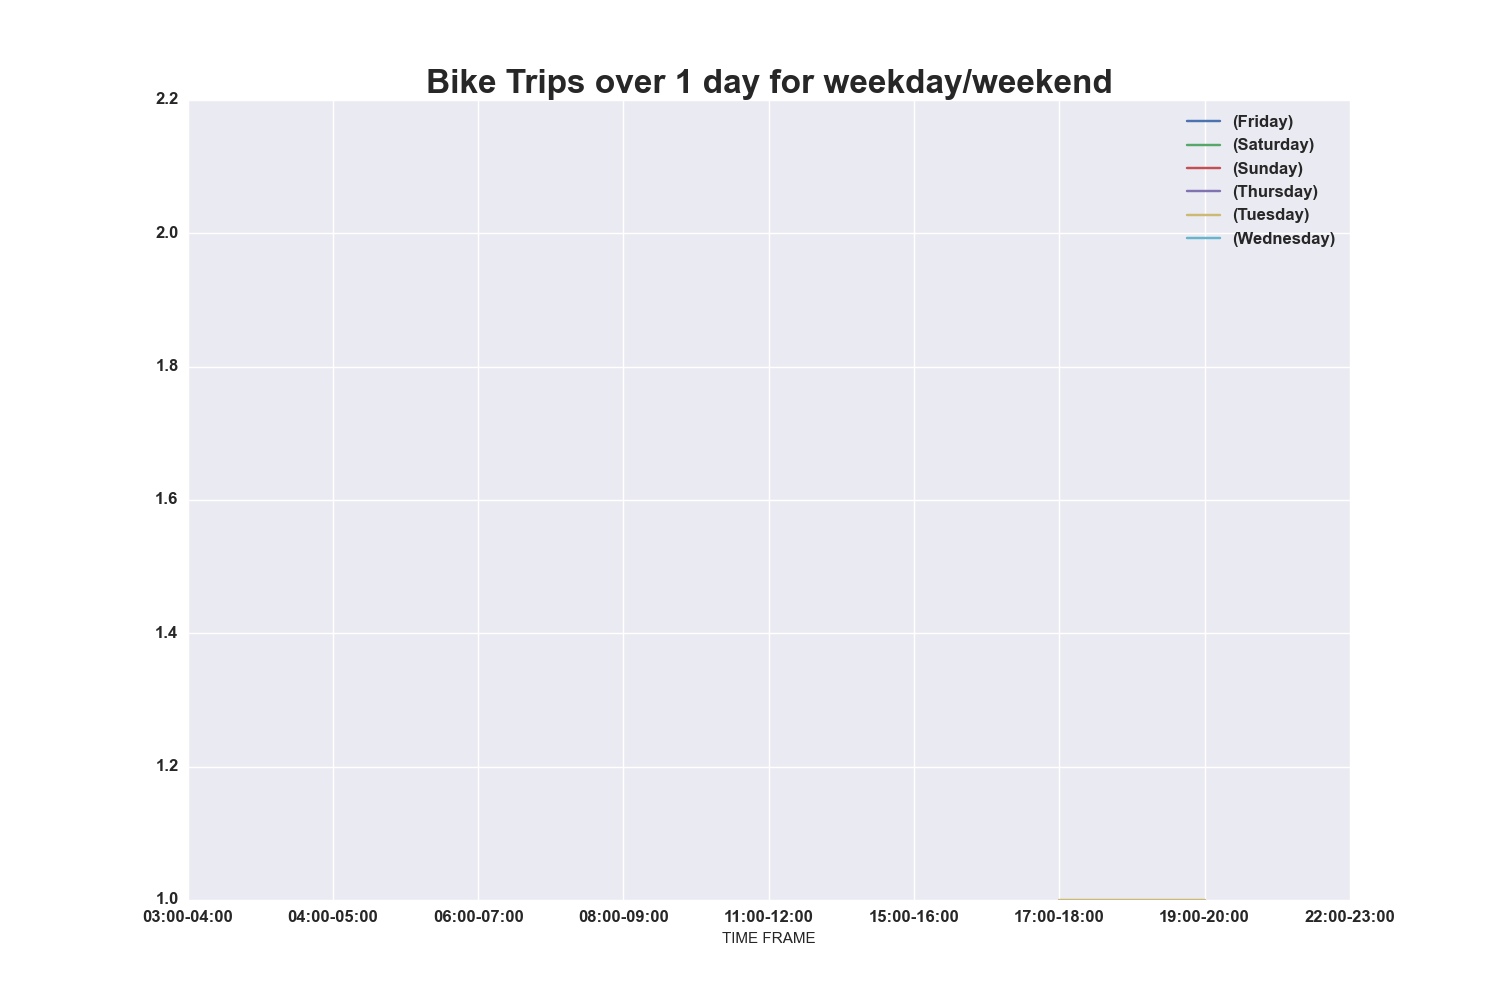 Bike Trips over 1 day for weekday/weekend
2.2
2.0
1.8
1.6
1.4
1.2
1.0
(Friday)
(Saturday)
(Sunday)
(Thursday)
(Tuesday)
(Wednesday)
03:00-04:00 04:00-05:00 06:00-07:00 08:00-09:00 11:00-12:00 15:00-16:00 17:00-18:00 19:00-20:00 22:00-23:00
TIME FRAME